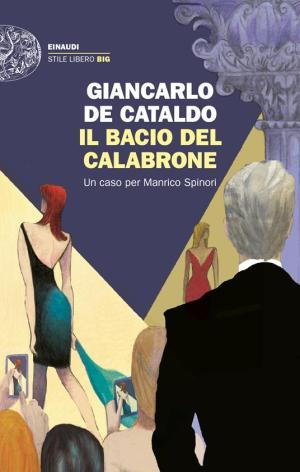 EINAUDI
STILE LIBERO BIG
GIANCARLO
DE CATALDO
IL BACIO DEL
CALABRONE
Un caso per Manrico Spinori